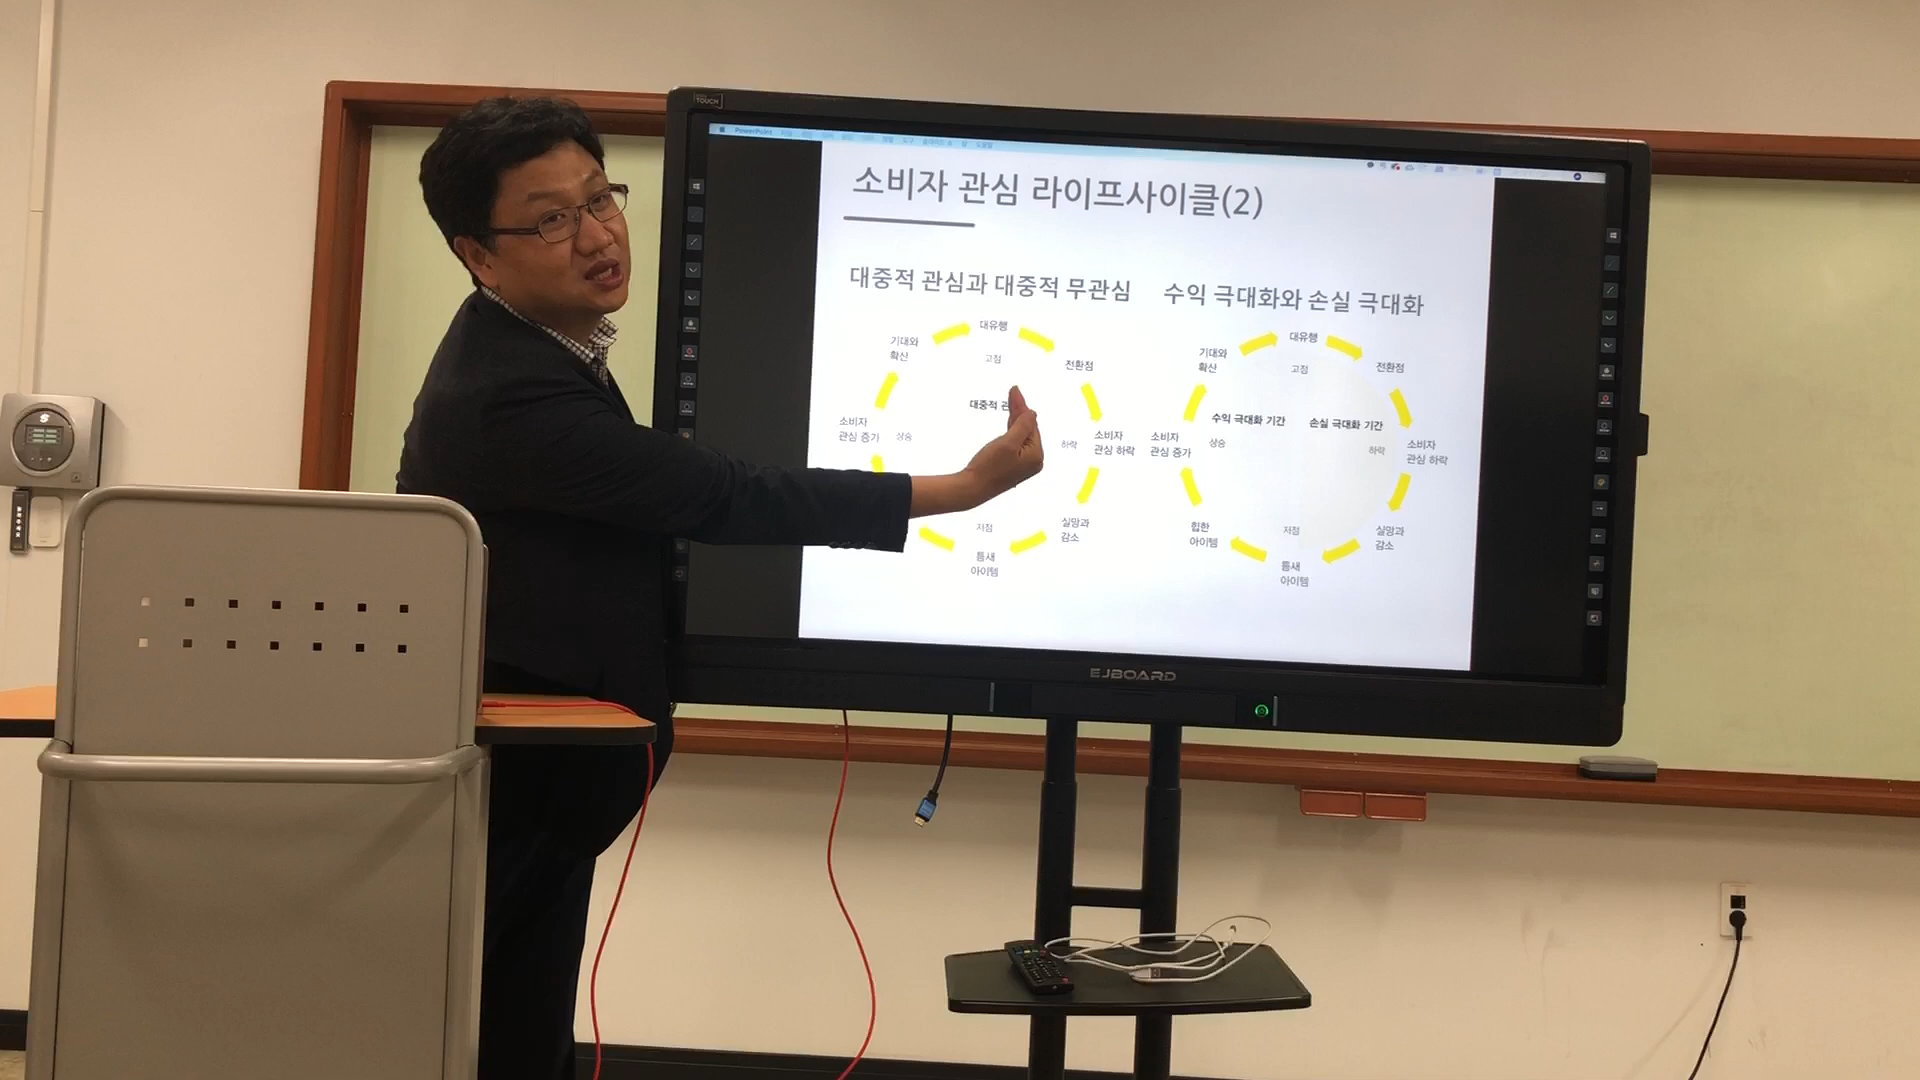 TOUCH
PowerPoint
소비자 관심 라이프사이클(2)
대중적 관심과 대중적 무관심
대유행
기대와
확산
고점
전환점
대중적 관
소비자
관심 증가
상승
하락
소비자
관심 하락
저점
실망과
감소
틈새
아이템
수익 극대화와 손실 극대화
대유행
기대와
확산
고점
전환점
수익 극대화 기간
손실 극대화 기간
소비자
관심 증가
상승
하락
소비자
관심 하락
힙한
아이템
저점
실망과
감소
틈새
아이템
EJBOARD